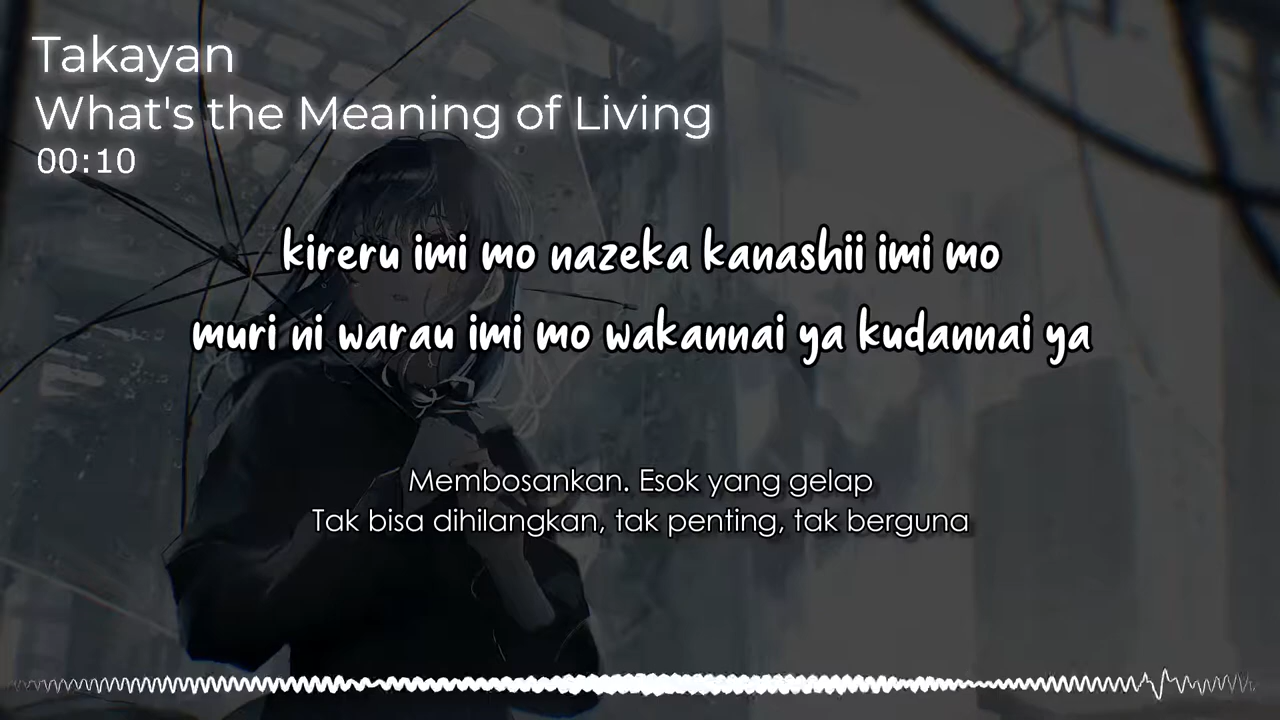 Takayan
What's the Meaning of Living
00:10
kireru imi mo nazeka kanashii imi mo
muri ni warau imi mo wakannai ya kudannai ya
Membosankan. Esok yang gelap
Tak bisa dihilangkan, tak penting, tak berguna